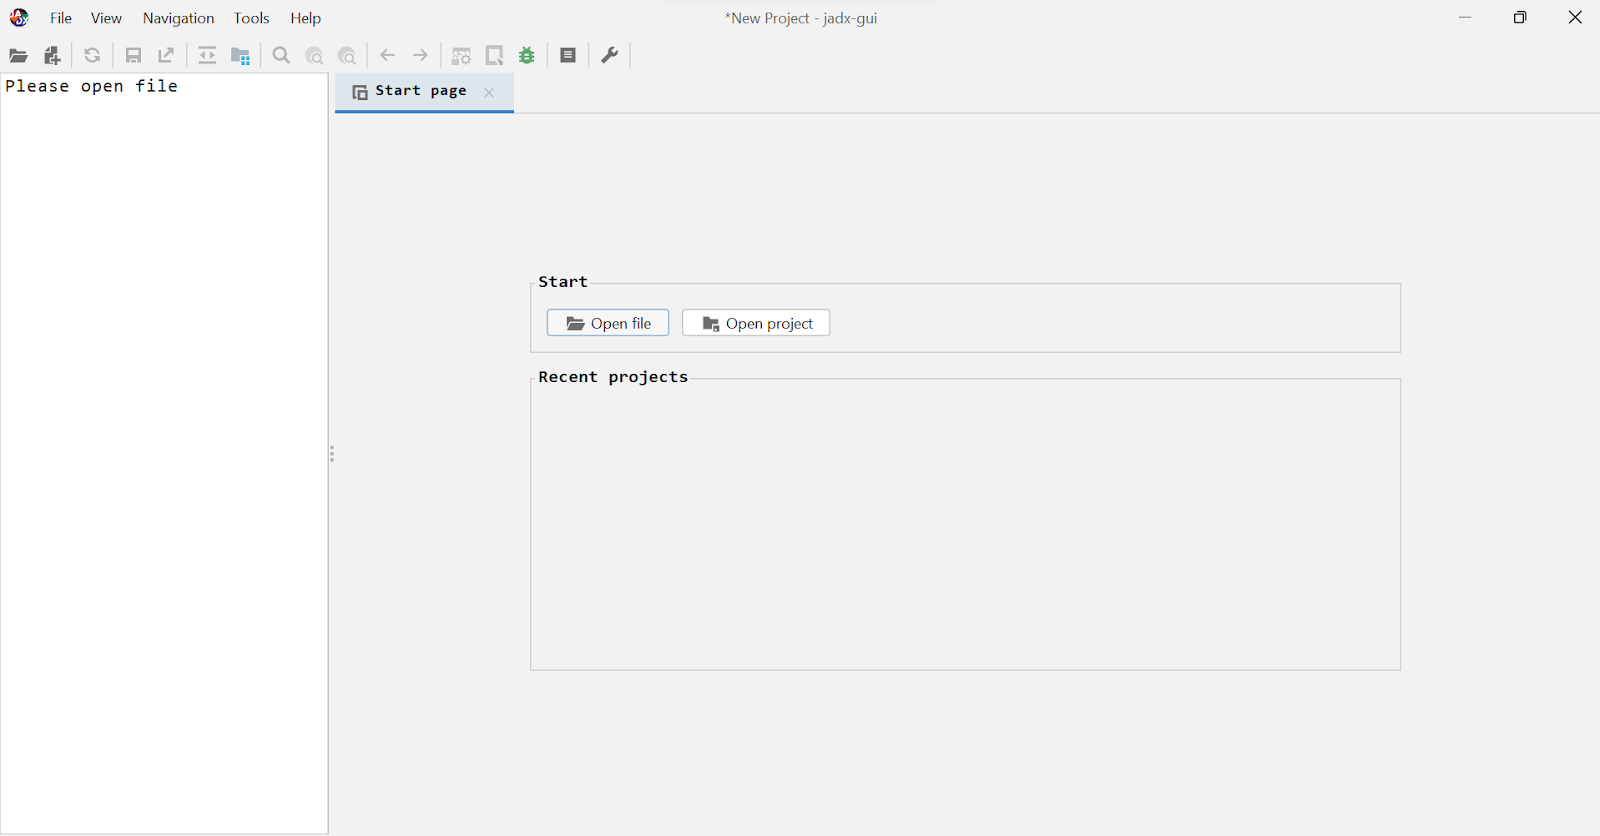 File View Navigation Tools Help
*New Project - jadx-gui
Please open file
Start page
Start
Open file
Open project
Recent projects